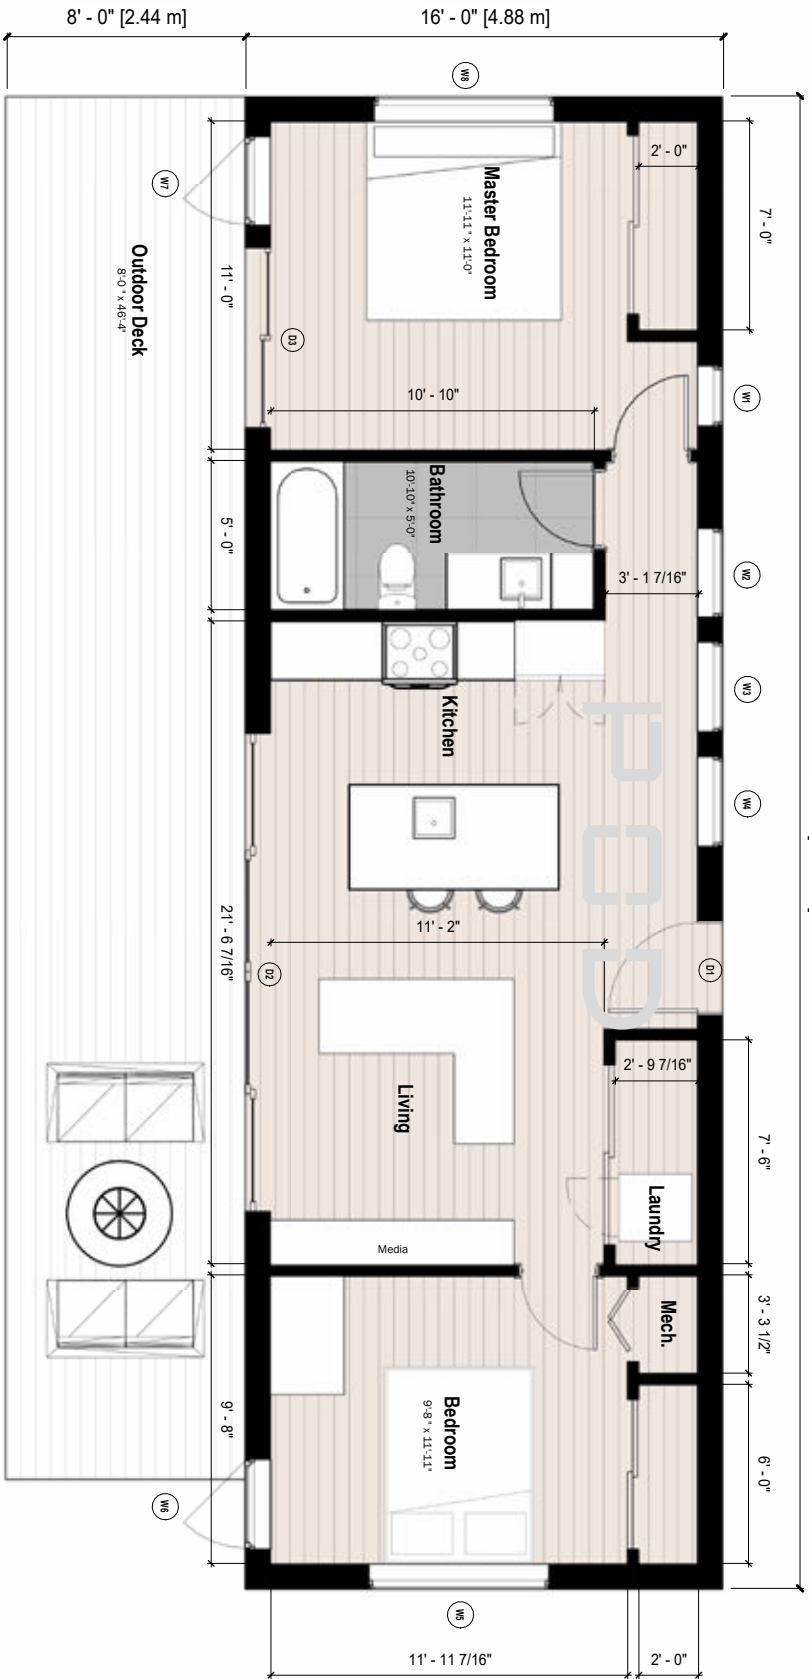 8' - 0" [2.44 m]
16' - 0" [4.88 m]
W8
2' - 0"
7' - 0"
Master Bedroom
11'-11" x 11'-0"
W7
11' - 0"
Outdoor Deck
8'-0" x 46'-4"
D3
W1
10' - 10"
Bathroom
10'-10" x 5'-0"
5' - 0"
3' - 1 7/16"
W2
W3
Kitchen
PCD
W4
11' - 2"
21' - 6 7/16"
D2
D1
2' - 9 7/16"
7' - 6"
Living
Laundry
Media
Mech.
3' - 3 1/2"
Bedroom
9'-8" x 11'-11"
9' - 8"
6' - 0"
W6
W5
11' - 11 7/16"
2' - 0"